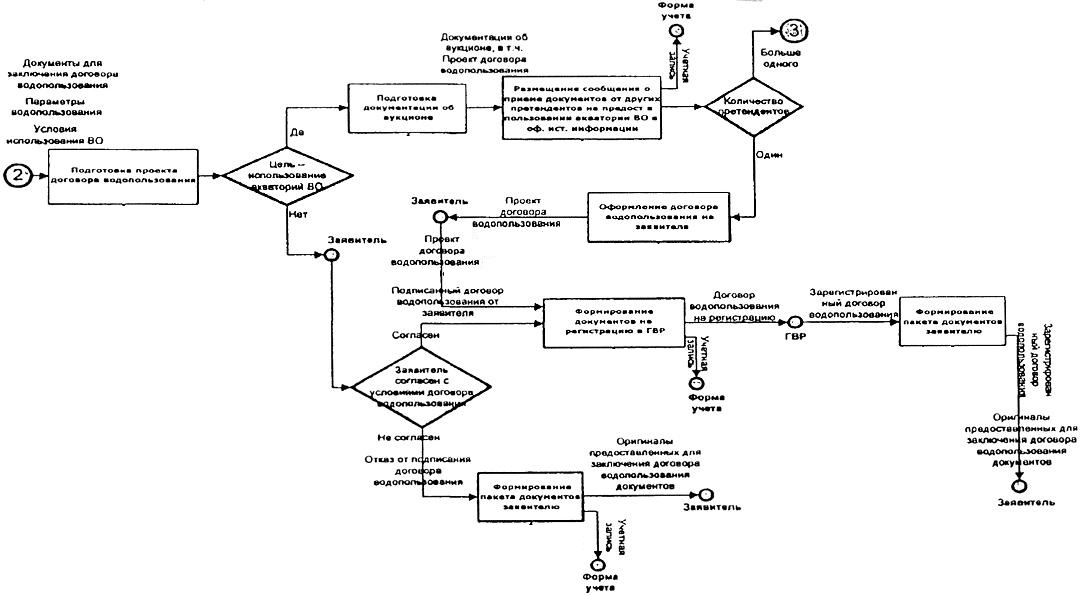 Форма
учета
3
Документация об
аукционе, в т.ч.
Проект договора
водопользования
Учетная
запись
Больше
одного
Документы для
заключения договора
водопользования
Параметры
водопользования
Условия
использования ВО
Подготовка
документации об
аукционе
Размещение сообщения о
приеме документов от других
претендентов на предост в
пользовании акватории ВО в
оф. ист. информации
Количество
претендентов
Да
Один
2
Подготовка проекта
договора водопользования
Цель –
использование
акваторий ВО
Нет
Заявитель
Проект
договора
водопользования
Оформление договора
водопользования на
заявителя
Заявитель
Проект
договора
водопользования
Подписанный договор
водопользования от
заявителя
Формирование
документов на
регистрацию в ГВР
Договор
водопользования
на регистрацию
ГВР
Зарегистрирован
ный договор
водопользования
Формирование
пакета документов
заявителю
Согласен
Учетная
запись
Зарегистрирован
ный договор
водопользования
Заявитель
согласен с
условиями договора
водопользования
Форма
учета
Не согласен
Оригиналы
предоставленных для
заключения договора
водопользования
документов
Заявитель
Отказ от подписания
договора
водопользования
Формирование
пакета документов
заявителю
Оригиналы
предоставленных для
заключения договора
водопользования
документов
Заявитель
Учетная
запись
Форма
учета